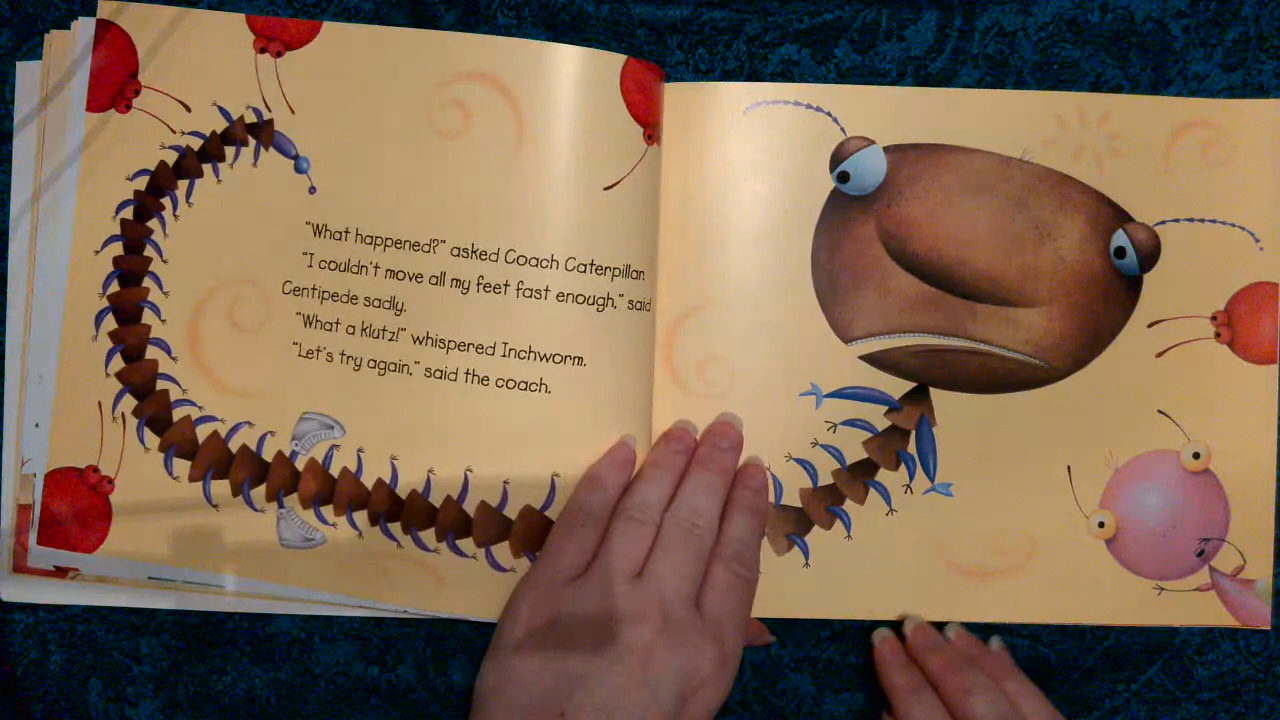 "What happened?" asked Coach Caterpillar.
"I couldn't move all my feet fast enough," said
Centipede sadly.
"What a klutz!" whispered Inchworm.
"Let's try again," said the coach.